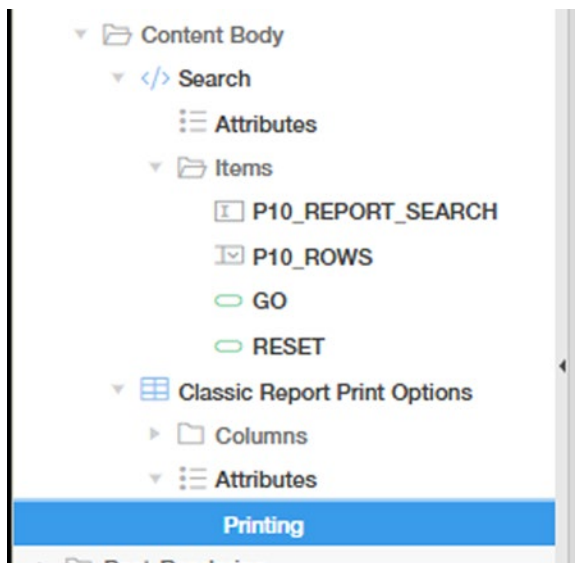 Content Body
</> Search
Attributes
Items
P10_REPORT_SEARCH
P10_ROWS
GO
RESET
Classic Report Print Options
Columns
Attributes
Printing